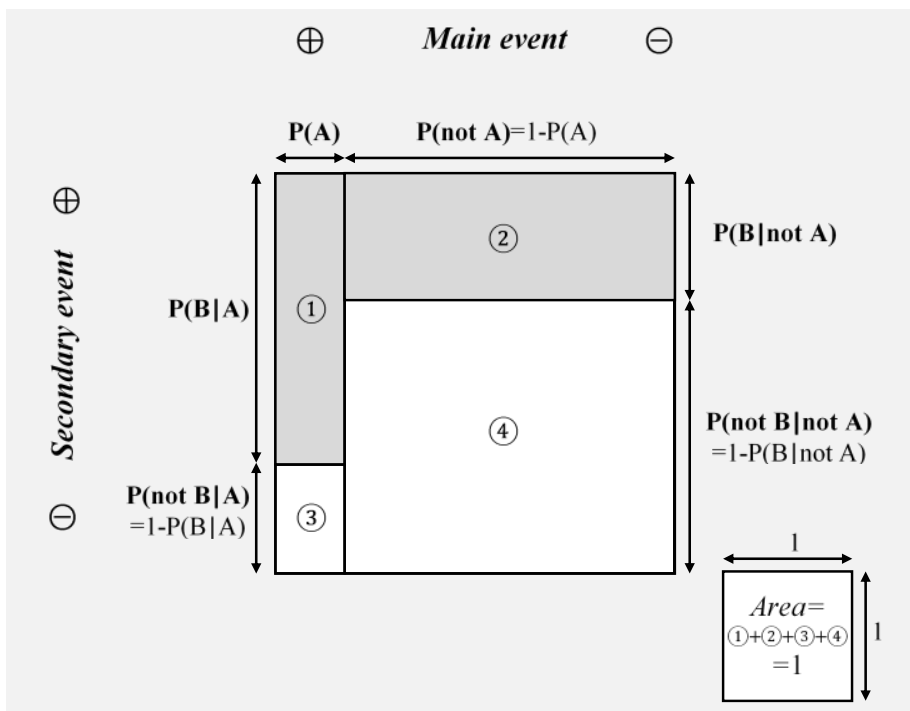 ⊕ Main event ⊖
P(A) P(not A)=1-P(A)
⊕
Secondary event
⊖
P(B|A)
P(not B|A)
=1-P(B|A)
①
②
③
④
P(B|not A)
P(not B|not A)
=1-P(B|not A)
1
Area=
①+②+③+④
=1
1